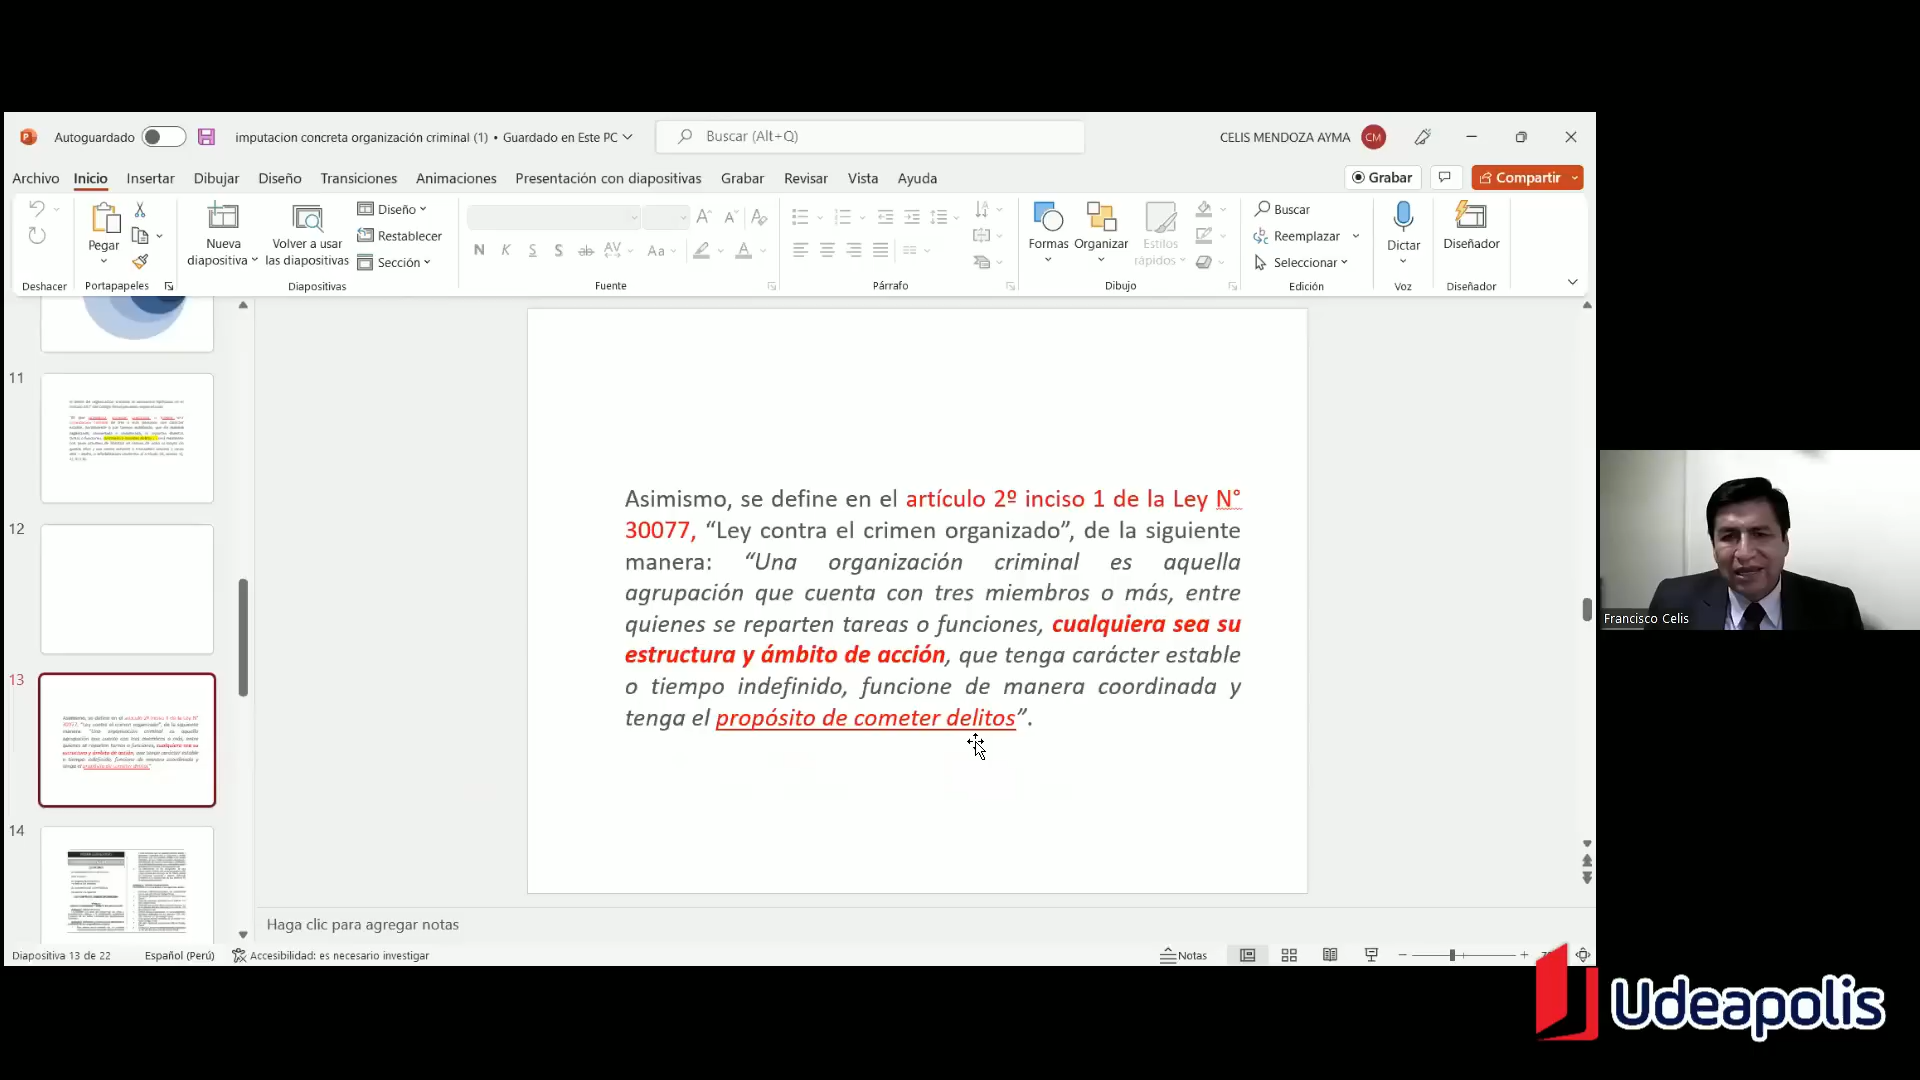 Autoguardado
imputacion concreta organización criminal (1) • Guardado en Este PC
Buscar (Alt+Q)
CELIS MENDOZA AYMA
CM
Archivo Inicio Insertar Dibujar Diseño Transiciones Animaciones Presentación con diapositivas Grabar Revisar Vista Ayuda
Grabar
Compartir
Deshacer
Pegar
Portapapeles
Nueva diapositiva
Volver a usar las diapositivas
Diseño
Restablecer
Sección
Diapositivas
N K S S ab AV Aa A
Fuente
Párrafo
Formas
Organizar
Estilos rápidos
Dibujo
Buscar
Reemplazar
Seleccionar
Edición
Dictar
Voz
Diseñador
Diseñador
11
12
13
14
Asimismo, se define en el artículo 2º inciso 1 de la Ley N°
30077, “Ley contra el crimen organizado”, de la siguiente
manera: “Una organización criminal es aquella
agrupación que cuenta con tres miembros o más, entre
quienes se reparten tareas o funciones, cualquiera sea su
estructura y ámbito de acción, que tenga carácter estable
o tiempo indefinido, funcione de manera coordinada y
tenga el propósito de cometer delitos”.
Francisco Celis
Haga clic para agregar notas
Diapositiva 13 de 22
Español (Perú)
Accesibilidad: es necesario investigar
Notas
Udeapolis